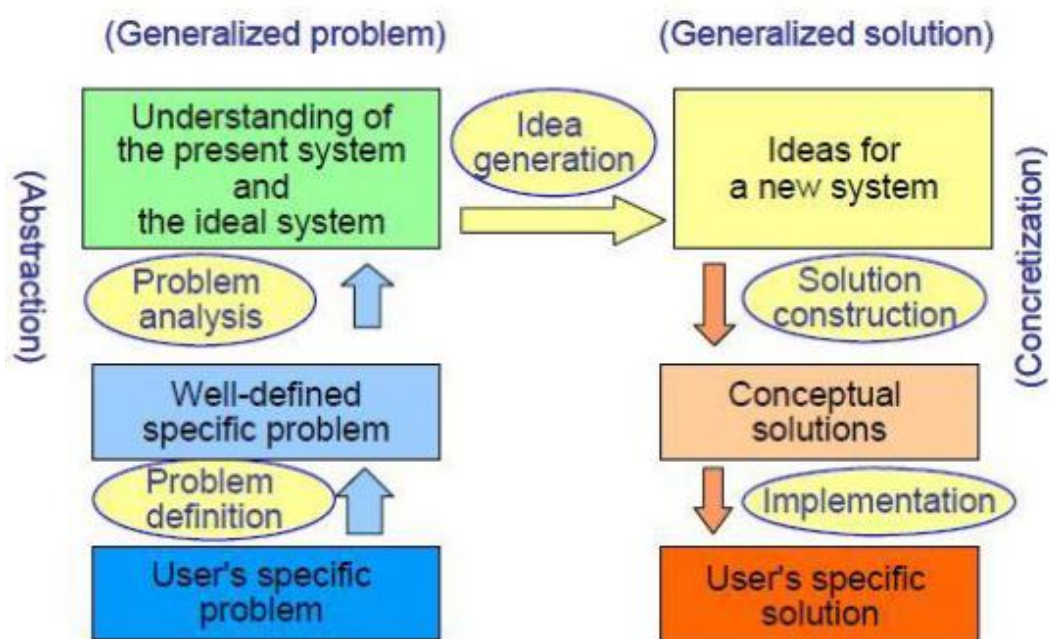 (Generalized problem)
(Generalized solution)
Understanding of
the present system
and
the ideal system
Idea
generation
Ideas for
a new system
(Abstraction)
Problem
analysis
Solution
construction
(Concretization)
Well-defined
specific problem
Conceptual
solutions
Problem
definition
Implementation
User's specific
problem
User's specific
solution